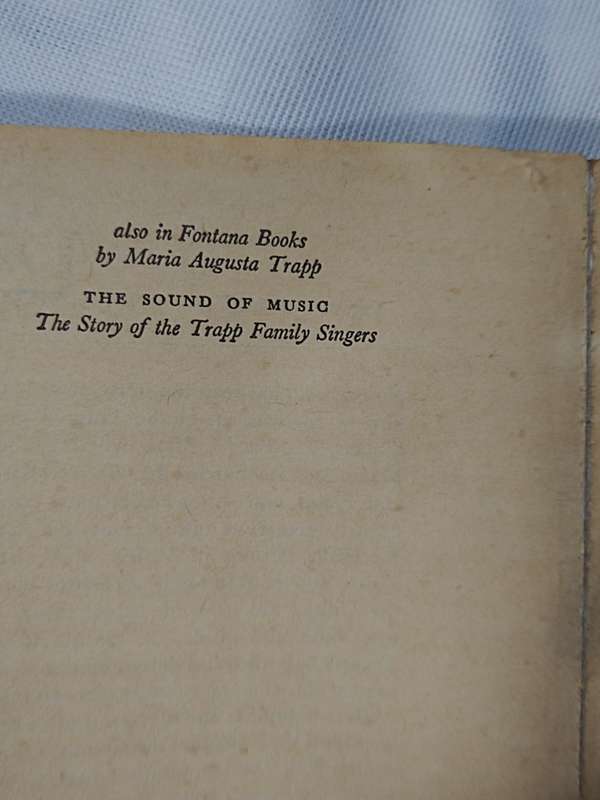 also in Fontana Books
by Maria Augusta Trapp
THE SOUND OF MUSIC
The Story of the Trapp Family Singers